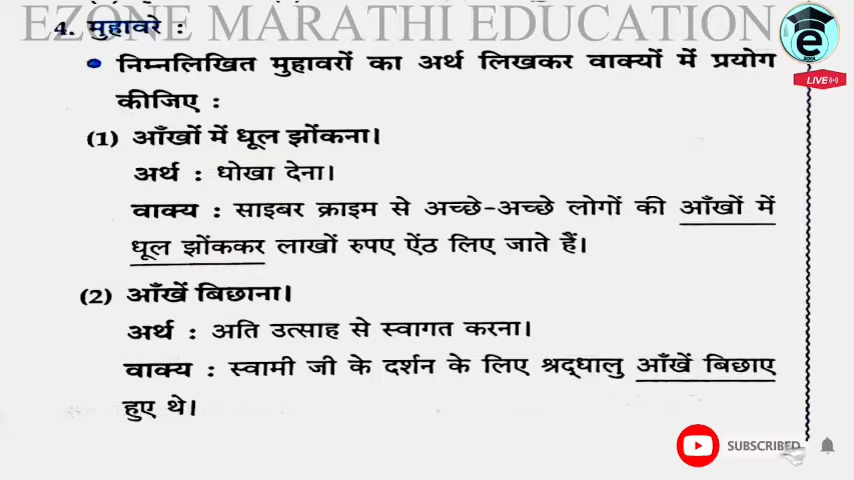 EZONE MARATHI EDUCATION
4. मुहावरे :
निम्नलिखित मुहावरों का अर्थ लिखकर वाक्यों में प्रयोग
कीजिए :
(1) आँखों में धूल झोंकना।
अर्थ : धोखा देना।
वाक्य : साइबर क्राइम से अच्छे-अच्छे लोगों की आँखों में
धूल झोंककर लाखों रुपए ऐंठ लिए जाते हैं।
(2) आँखें बिछाना।
अर्थ : अति उत्साह से स्वागत करना।
वाक्य : स्वामी जी के दर्शन के लिए श्रद्धालु आँखें बिछाए
हुए थे।
e
LIVE
SUBSCRIBED